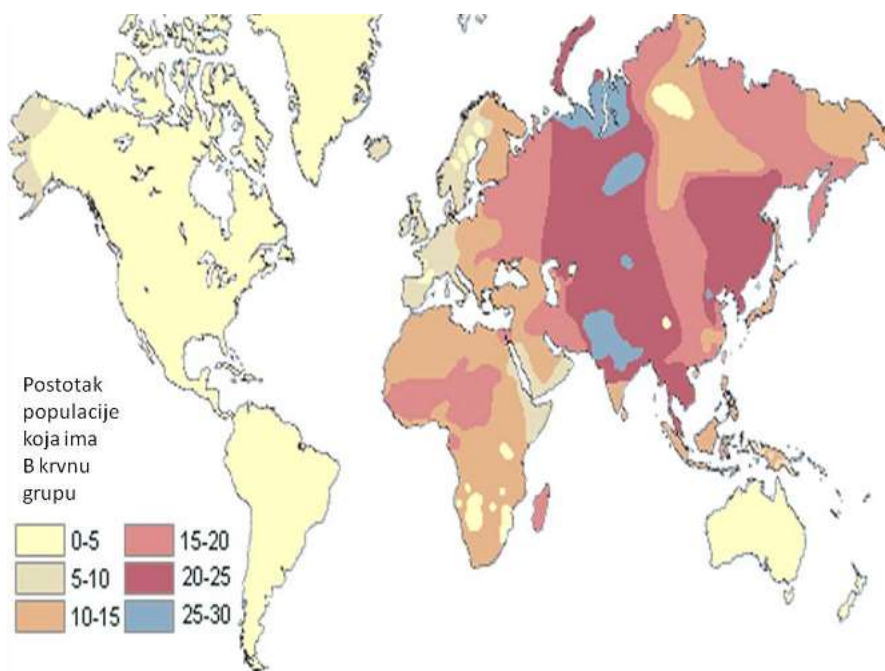 Postotak
populacije
koja ima
B krvnu
grupu
0-5
15-20
5-10
20-25
10-15
25-30